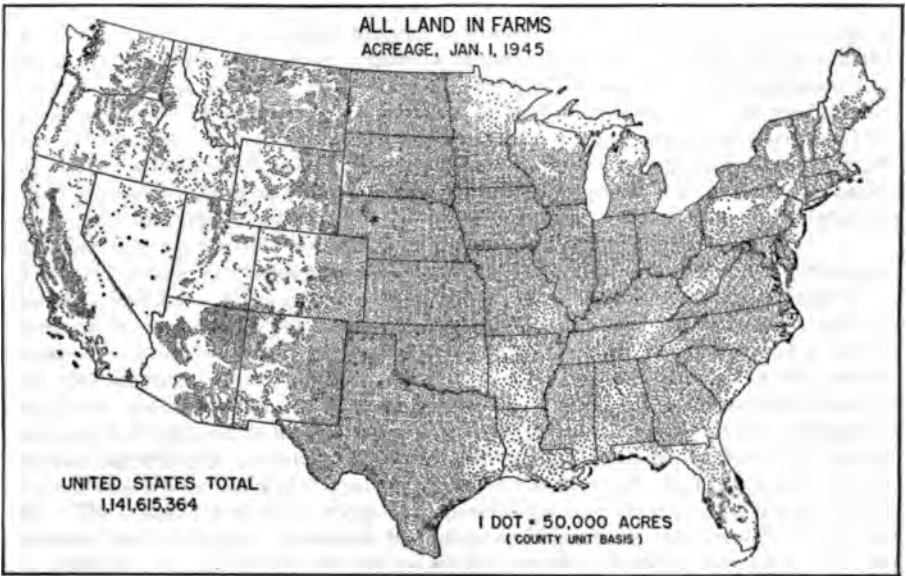 ALL LAND IN FARMS
ACREAGE, JAN. 1, 1945
UNITED STATES TOTAL
1,141,615,364
1 DOT = 50,000 ACRES
( COUNTY UNIT BASIS )